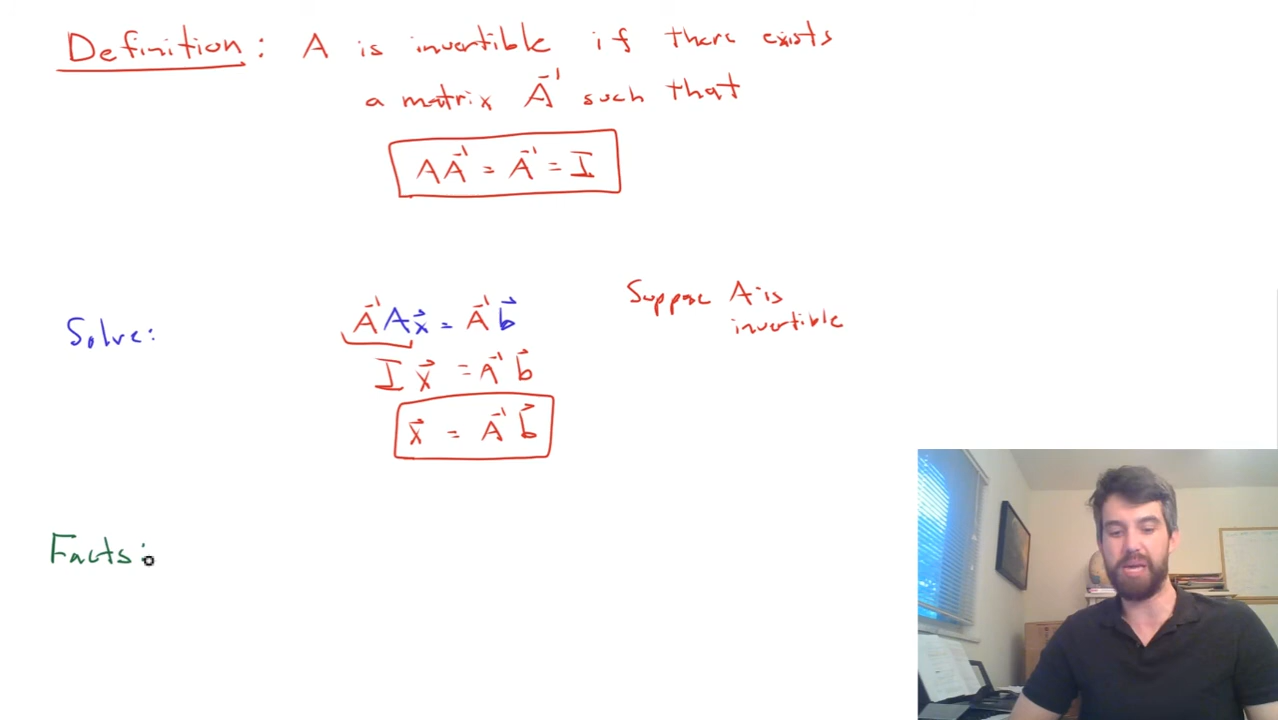 Definition: A is invertible if there exists
a matrix A⁻¹ such that
AA⁻¹ = A⁻¹ = I
Suppose A is
invertible
Solve: A⁻¹Ax⃗ = A⁻¹b⃗
Ix⃗ = A⁻¹b⃗
x⃗ = A⁻¹b⃗
Facts: